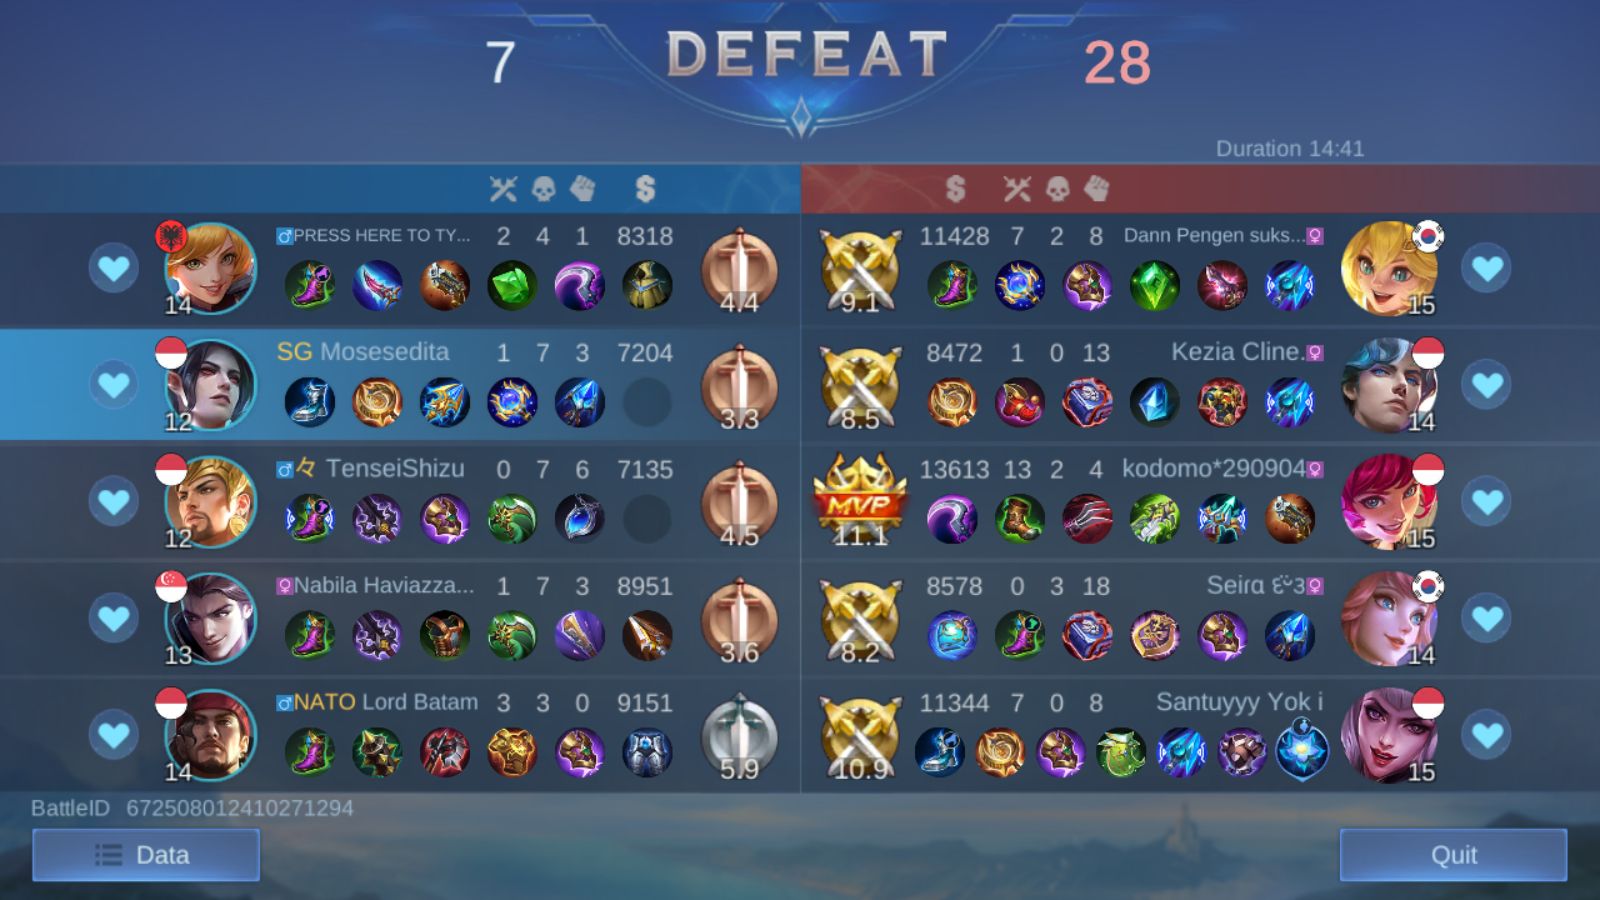 7 DEFEAT 28
Duration 14:41
PRESS HERE TO TY... 2 4 1 8318
14 4.4
9.1 11428 7 2 8 Dann Pengen suks...
15
SG Mosesedita 1 7 3 7204
12 3.3
8.5 8472 1 0 13 Kezia Cline.
14
々 TenseiShizu 0 7 6 7135
12 4.5
MVP 11.1 13613 13 2 4 kodomo*290904
15
Nabila Haviazza... 1 7 3 8951
13 3.6
8.2 8578 0 3 18 Seirα
14
NATO Lord Batam 3 3 0 9151
14 5.9
10.9 11344 7 0 8 Santuyyy Yok i
15
BattleID 672508012410271294
Data
Quit